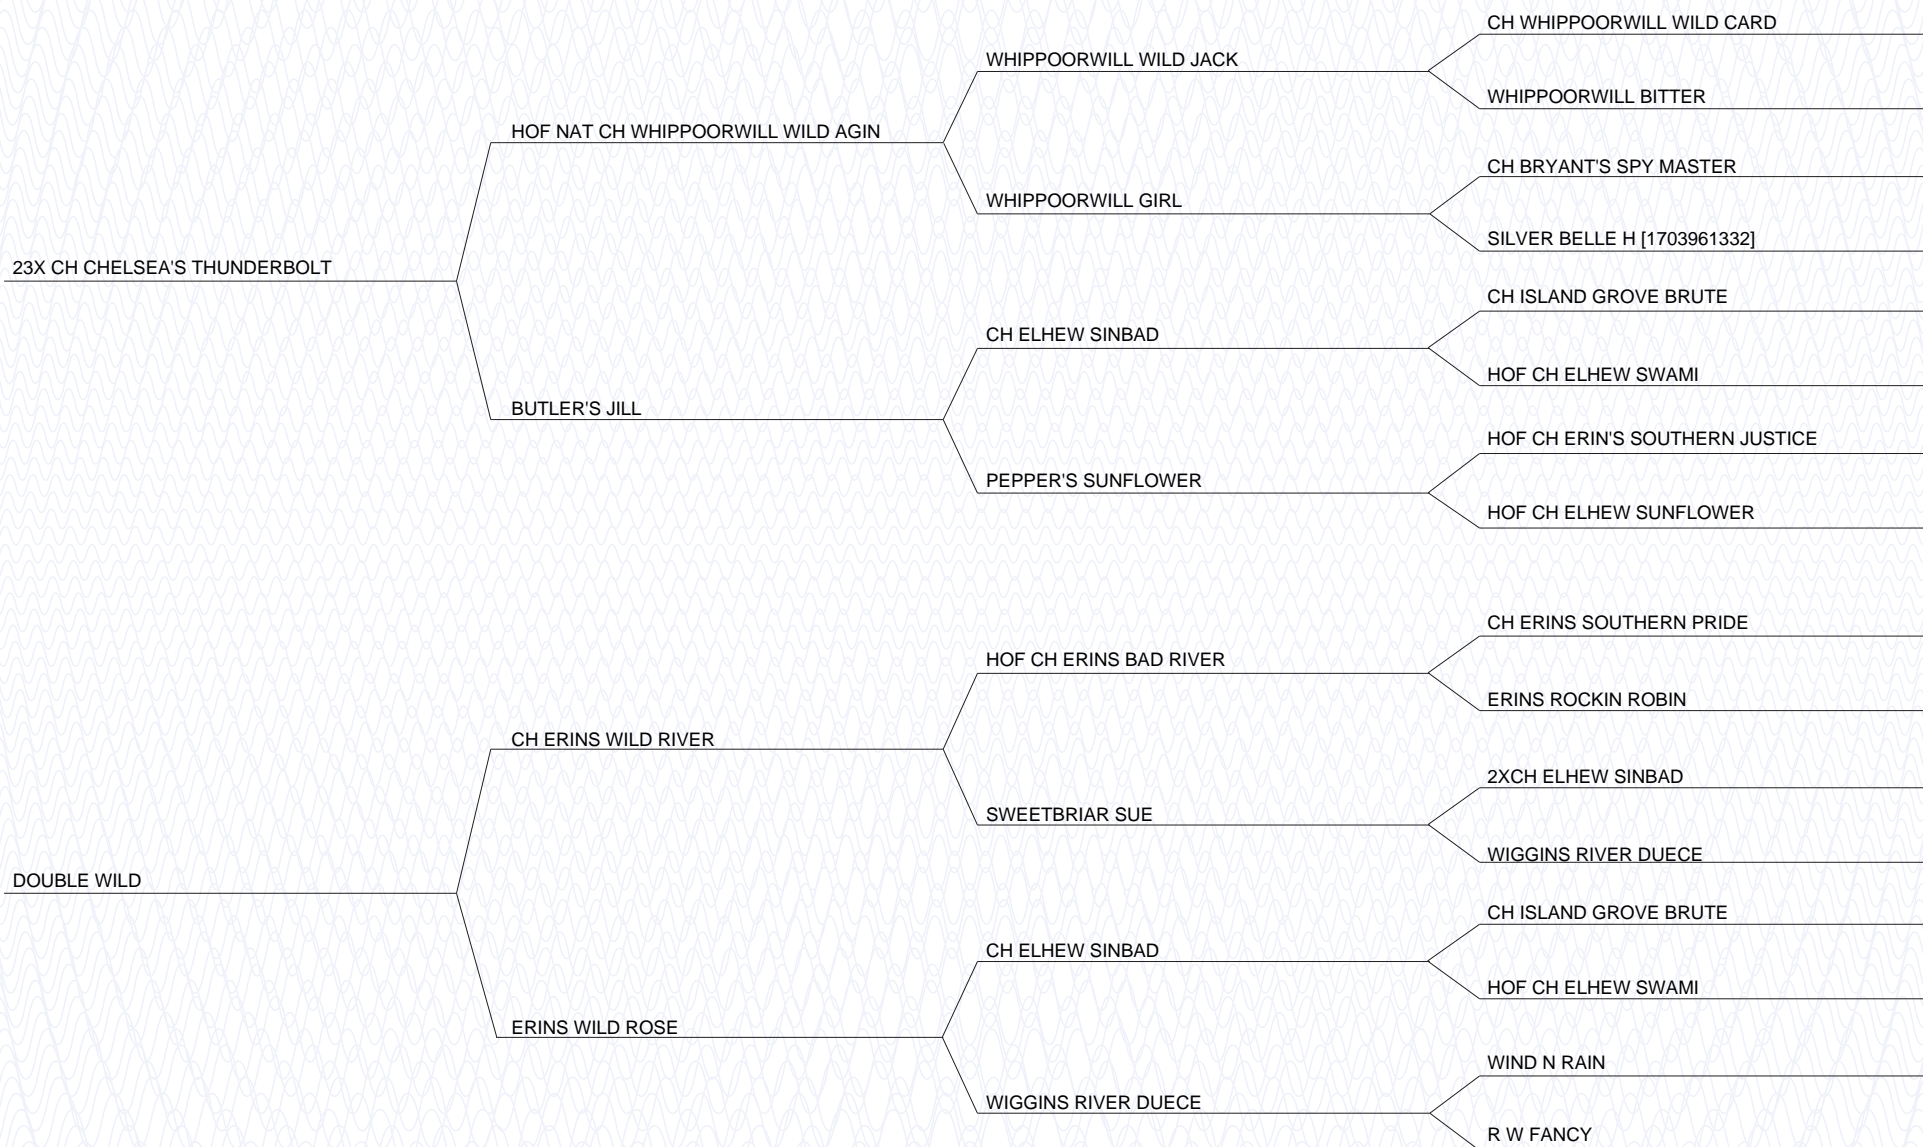 CH WHIPPOORWILL WILD CARD
WHIPPOORWILL WILD JACK
WHIPPOORWILL BITTER
HOF NAT CH WHIPPOORWILL WILD AGIN
CH BRYANT'S SPY MASTER
WHIPPOORWILL GIRL
SILVER BELLE H [1703961332]
23X CH CHELSEA'S THUNDERBOLT
CH ISLAND GROVE BRUTE
CH ELHEW SINBAD
HOF CH ELHEW SWAMI
BUTLER'S JILL
HOF CH ERIN'S SOUTHERN JUSTICE
PEPPER'S SUNFLOWER
HOF CH ELHEW SUNFLOWER
CH ERINS SOUTHERN PRIDE
HOF CH ERINS BAD RIVER
ERINS ROCKIN ROBIN
CH ERINS WILD RIVER
2XCH ELHEW SINBAD
SWEETBRIAR SUE
WIGGINS RIVER DUECE
DOUBLE WILD
CH ISLAND GROVE BRUTE
CH ELHEW SINBAD
HOF CH ELHEW SWAMI
ERINS WILD ROSE
WIND N RAIN
WIGGINS RIVER DUECE
R W FANCY